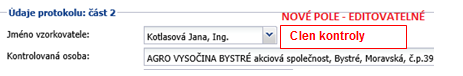 Údaje protokolu: část 2
NOVÉ POLE - EDITOVATELNÉ
Jméno vzorkovatele: Kotlasová Jana, Ing. Clen kontroly
Kontrolovaná osoba: AGRO VYSOČINA BYSTRÉ akciová společnost, Bystré, Moravská, č.p.39